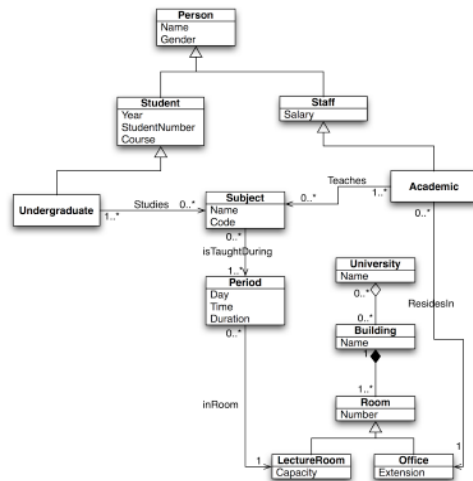 Person
Name
Gender
Student
Year
StudentNumber
Course
Staff
Salary
Undergraduate
Studies
1..*
0..*
Subject
Name
Code
Teaches
0..*
1..*
Academic
0..*
0..*
isTaughtDuring
1..*
Period
Day
Time
Duration
0..*
University
Name
0..*
ResidesIn
0..*
Building
Name
1
1..*
inRoom
Room
Number
1
LectureRoom
Capacity
Office
Extension
1